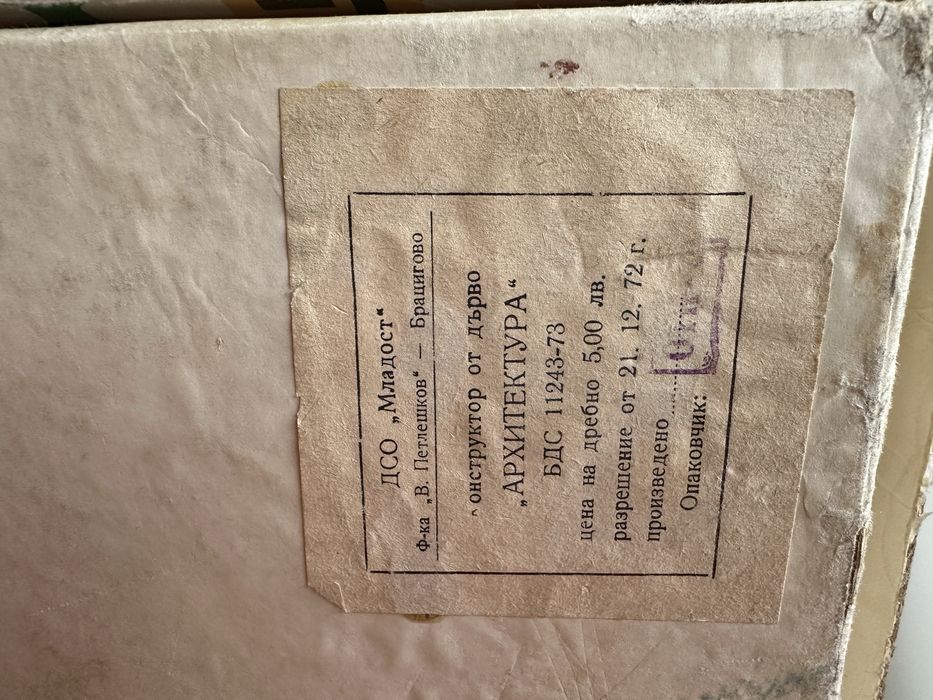 ДСО „Младост“
Ф-ка „В. Петлешков“ — Брацигово
онструктор от дърво
„АРХИТЕКТУРА“
БДС 11243-73
цена на дребно 5,00 лв.
разрешение от 21. 12. 72 г.
произведено ..........
Опаковчик: